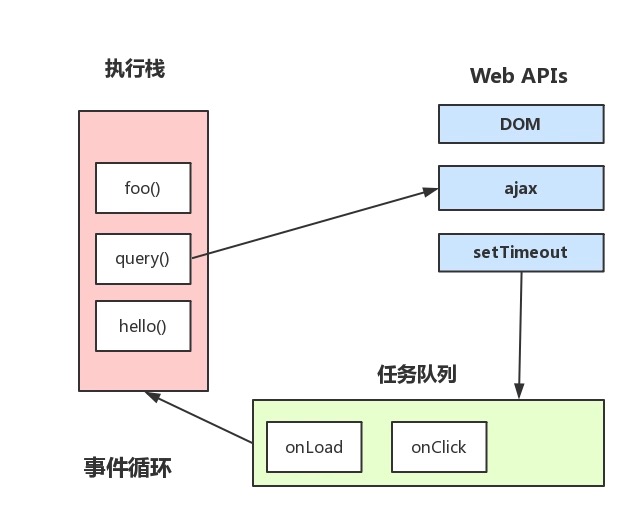 执行栈
foo()
query()
hello()
Web APIs
DOM
ajax
setTimeout
任务队列
onLoad
onClick
事件循环